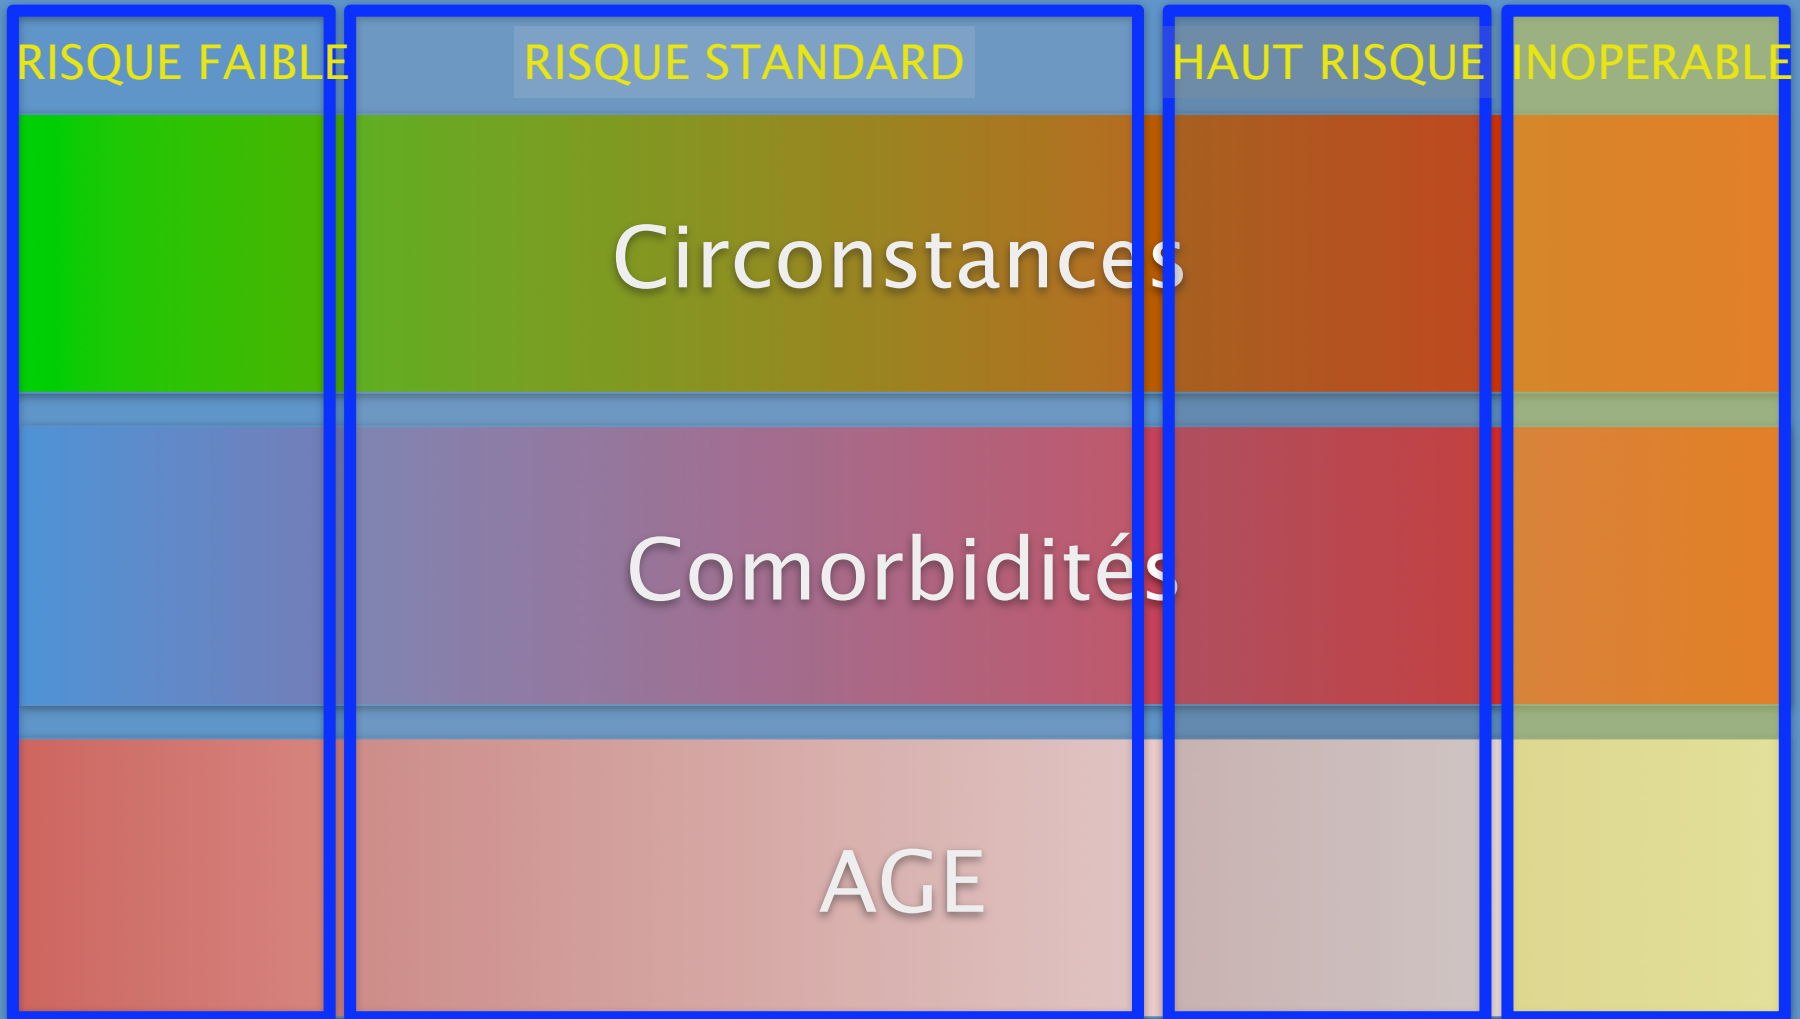 RISQUE FAIBLE
RISQUE STANDARD
HAUT RISQUE
INOPERABLE
Circonstances
Comorbidités
AGE